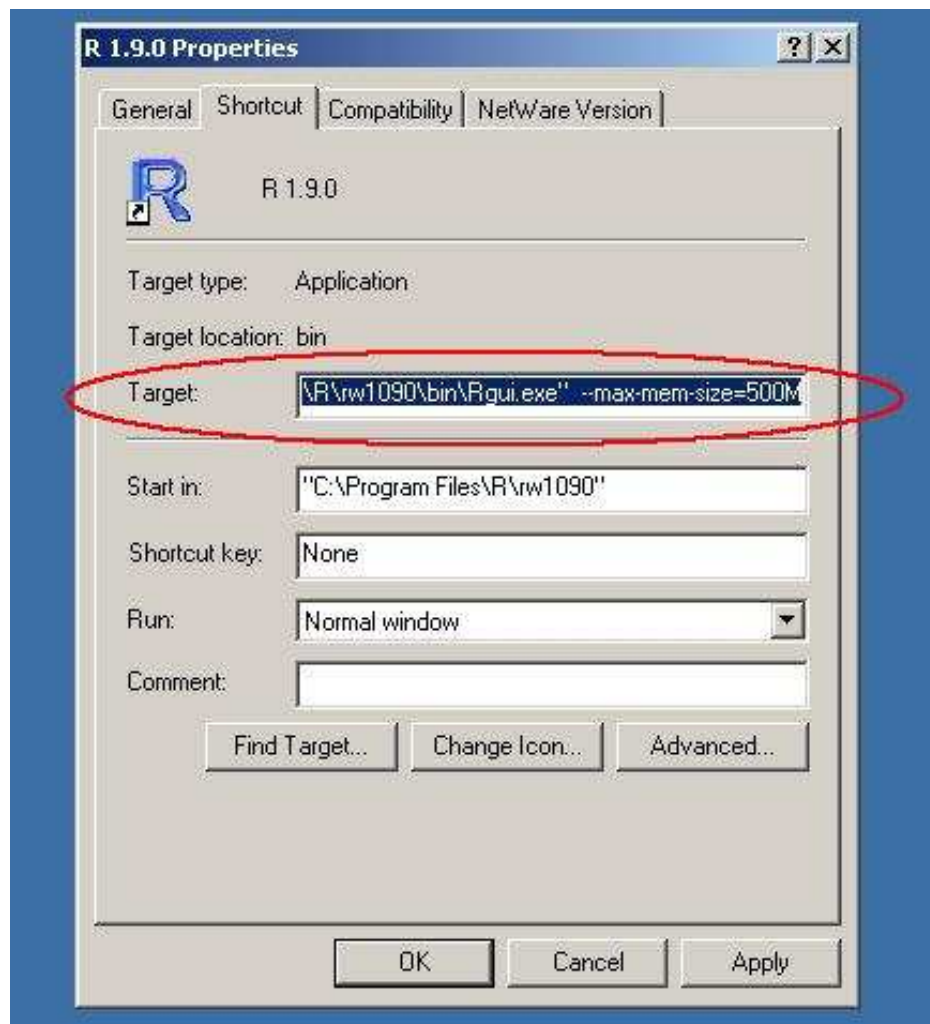 R 1.9.0 Properties
General Shortcut Compatibility NetWare Version
R 1.9.0
Target type: Application
Target location: bin
Target: \R\rw1090\bin\Rgui.exe" --max-mem-size=500M
Start in: "C:\Program Files\R\rw1090"
Shortcut key: None
Run: Normal window
Comment:
Find Target... Change Icon... Advanced...
OK Cancel Apply